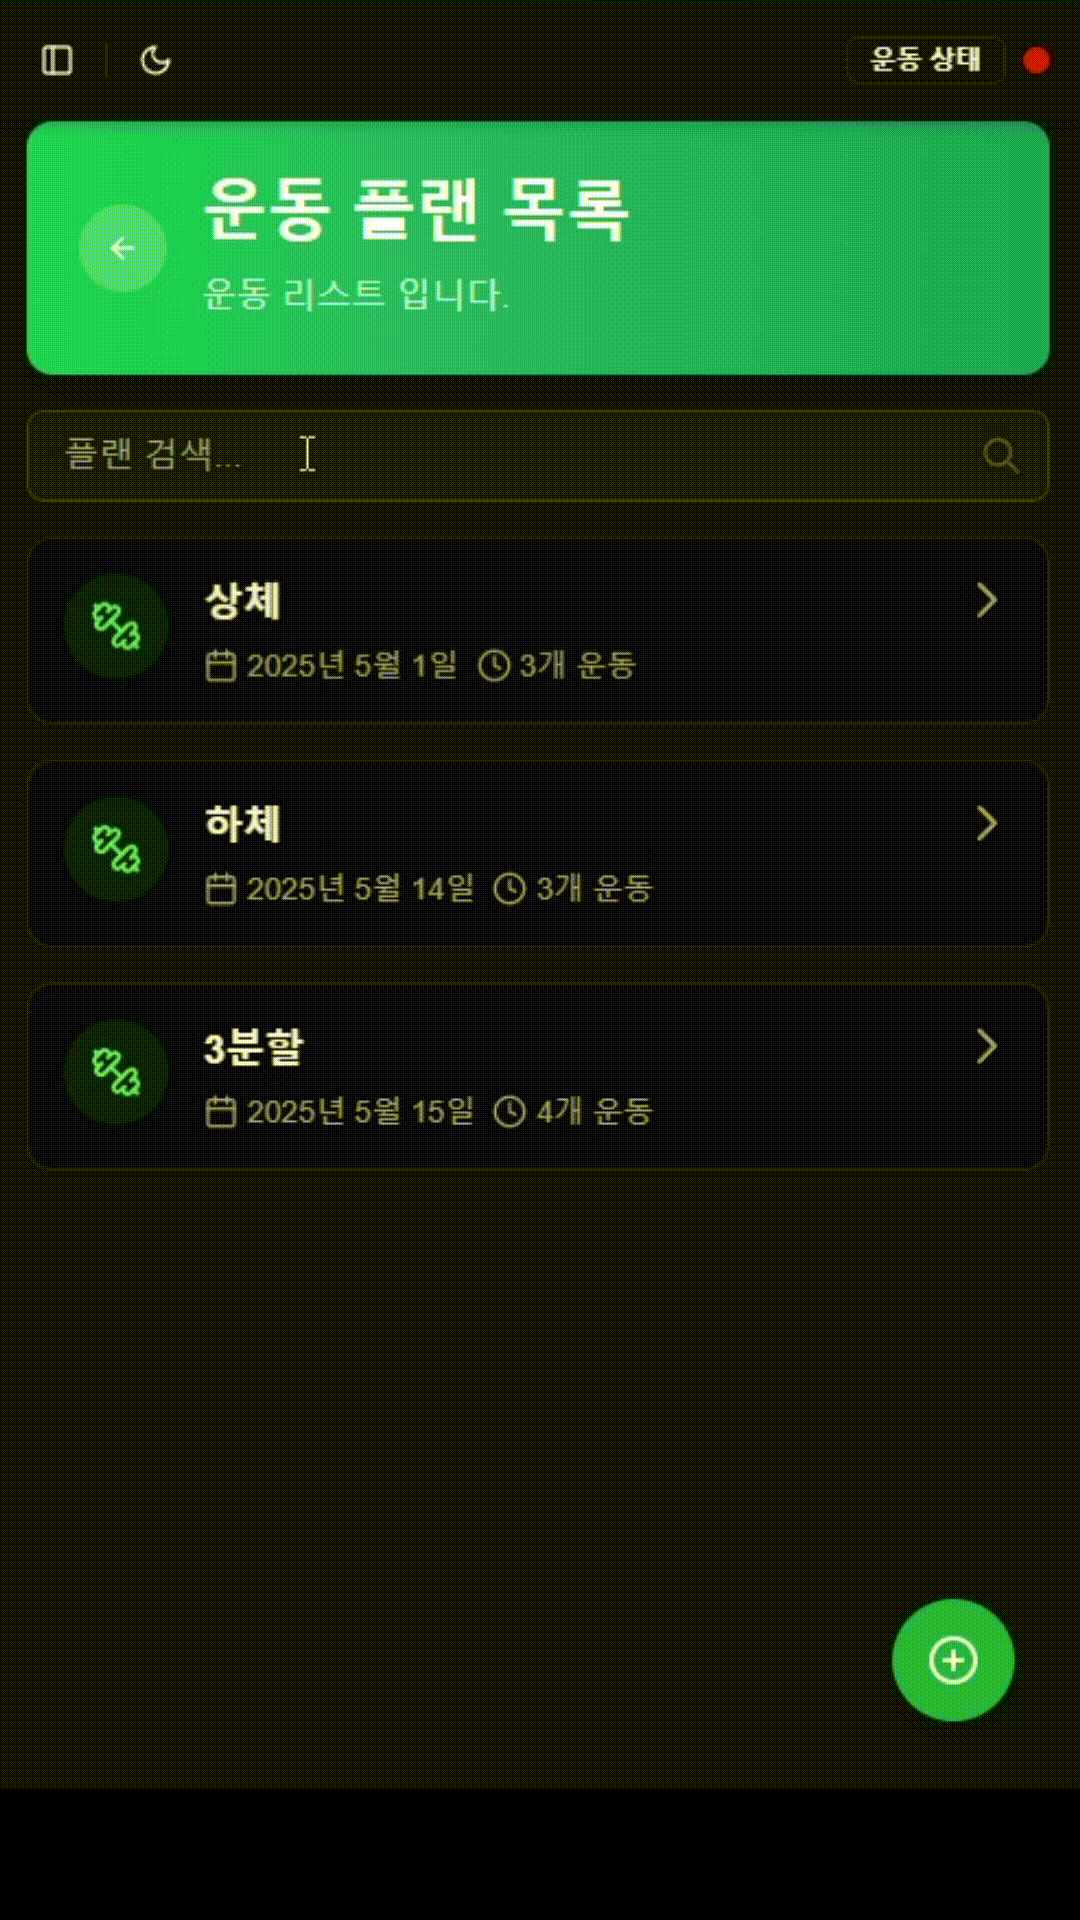 운동 상태
운동 플랜 목록
운동 리스트 입니다.
플랜 검색...
상체
2025년 5월 1일 3개 운동
하체
2025년 5월 14일 3개 운동
3분할
2025년 5월 15일 4개 운동